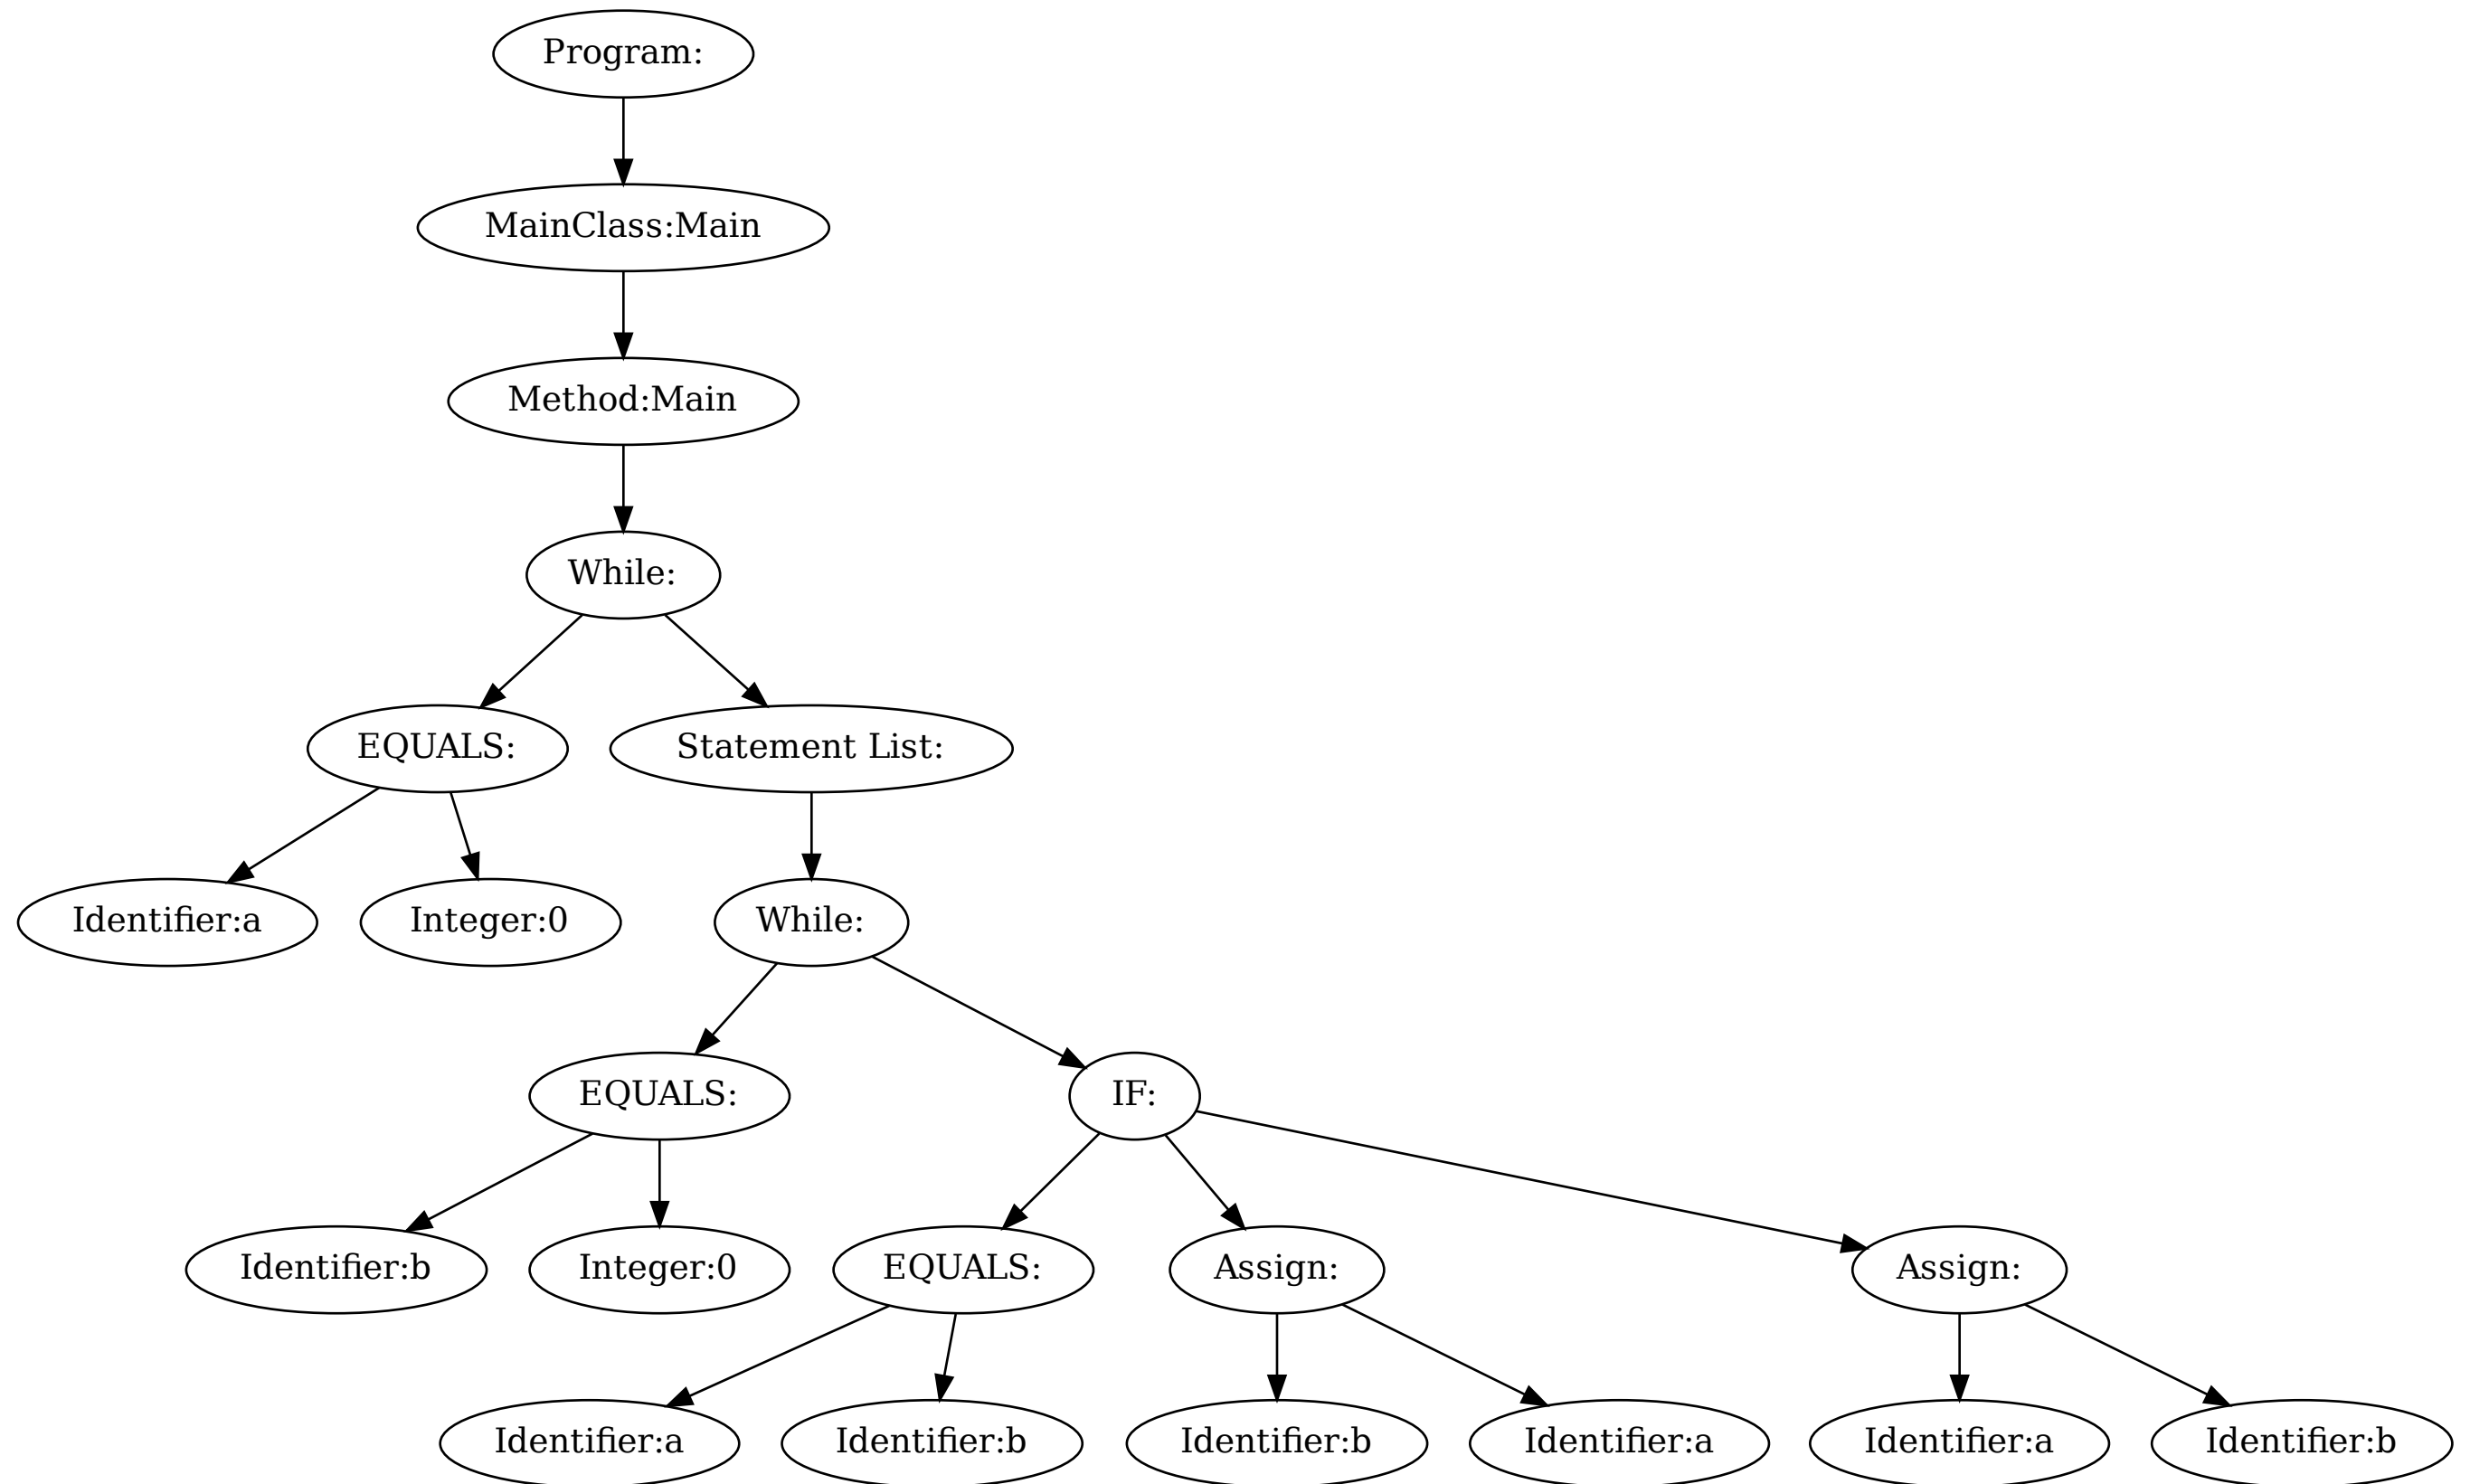 Program:
MainClass:Main
Method:Main
While:
EQUALS:
Statement List:
Identifier:a
Integer:0
While:
EQUALS:
IF:
Identifier:b
Integer:0
EQUALS:
Assign:
Assign:
Identifier:a
Identifier:b
Identifier:b
Identifier:a
Identifier:a
Identifier:b